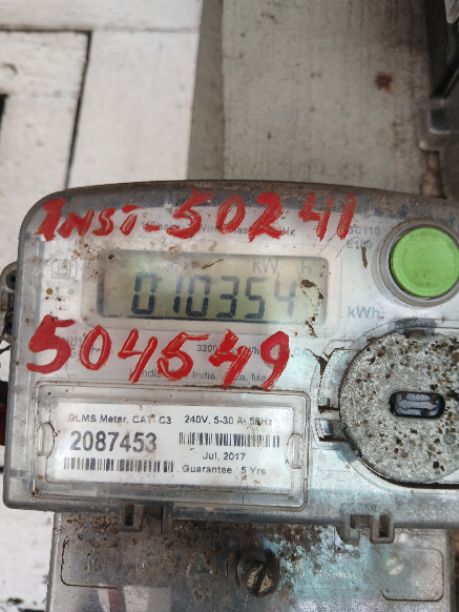 INST-50241
kW h
010354
kWh
504549
DLMS Meter, CAT C3 240V, 5-30 A, 50Hz
2087453
Jul, 2017
Guarantee : 5 Yrs